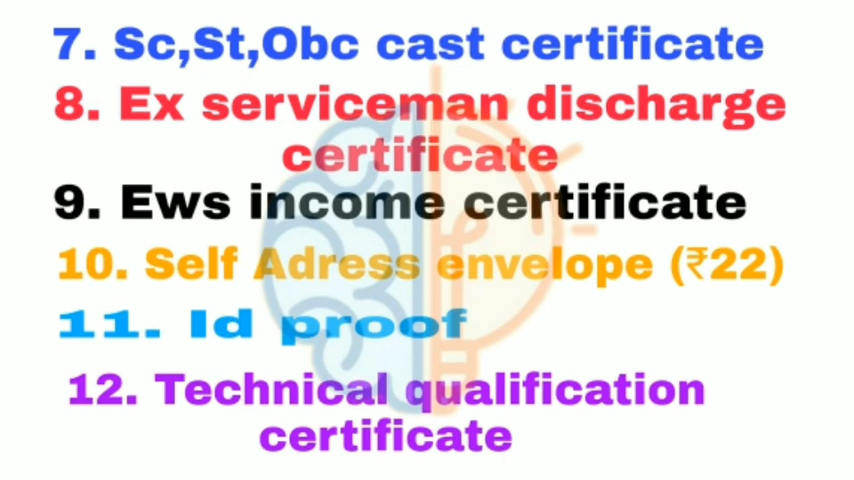 7. Sc,St,Obc cast certificate
8. Ex serviceman discharge
certificate
9. Ews income certificate
10. Self Adress envelope (₹22)
11. Id proof
12. Technical qualification
certificate